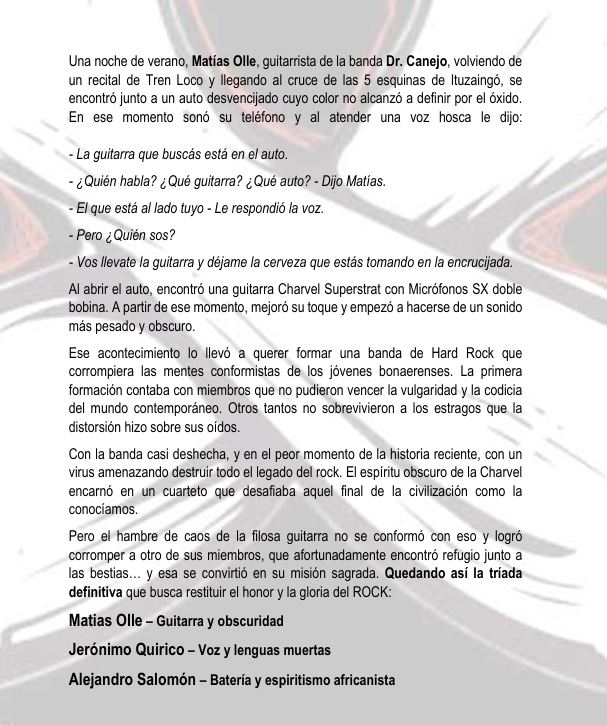 Una noche de verano, Matías Olle, guitarrista de la banda Dr. Canejo, volviendo de
un recital de Tren Loco y llegando al cruce de las 5 esquinas de Ituzaingó, se
encontró junto a un auto desvencijado cuyo color no alcanzó a definir por el óxido.
En ese momento sonó su teléfono y al atender una voz hosca le dijo:
- La guitarra que buscás está en el auto.
- ¿Quién habla? ¿Qué guitarra? ¿Qué auto? - Dijo Matías.
- El que está al lado tuyo - Le respondió la voz.
- Pero ¿Quién sos?
- Vos llevate la guitarra y déjame la cerveza que estás tomando en la encrucijada.
Al abrir el auto, encontró una guitarra Charvel Superstrat con Micrófonos SX doble
bobina. A partir de ese momento, mejoró su toque y empezó a hacerse de un sonido
más pesado y obscuro.
Ese acontecimiento lo llevó a querer formar una banda de Hard Rock que
corrompiera las mentes conformistas de los jóvenes bonaerenses. La primera
formación contaba con miembros que no pudieron vencer la vulgaridad y la codicia
del mundo contemporáneo. Otros tantos no sobrevivieron a los estragos que la
distorsión hizo sobre sus oídos.
Con la banda casi deshecha, y en el peor momento de la historia reciente, con un
virus amenazando destruir todo el legado del rock. El espíritu obscuro de la Charvel
encarnó en un cuarteto que desafiaba aquel final de la civilización como la
conocíamos.
Pero el hambre de caos de la filosa guitarra no se conformó con eso y logró
corromper a otro de sus miembros, que afortunadamente encontró refugio junto a
las bestias… y esa se convirtió en su misión sagrada. Quedando así la tríada
definitiva que busca restituir el honor y la gloria del ROCK:
Matias Olle – Guitarra y obscuridad
Jerónimo Quirico – Voz y lenguas muertas
Alejandro Salomón – Batería y espiritismo africanista